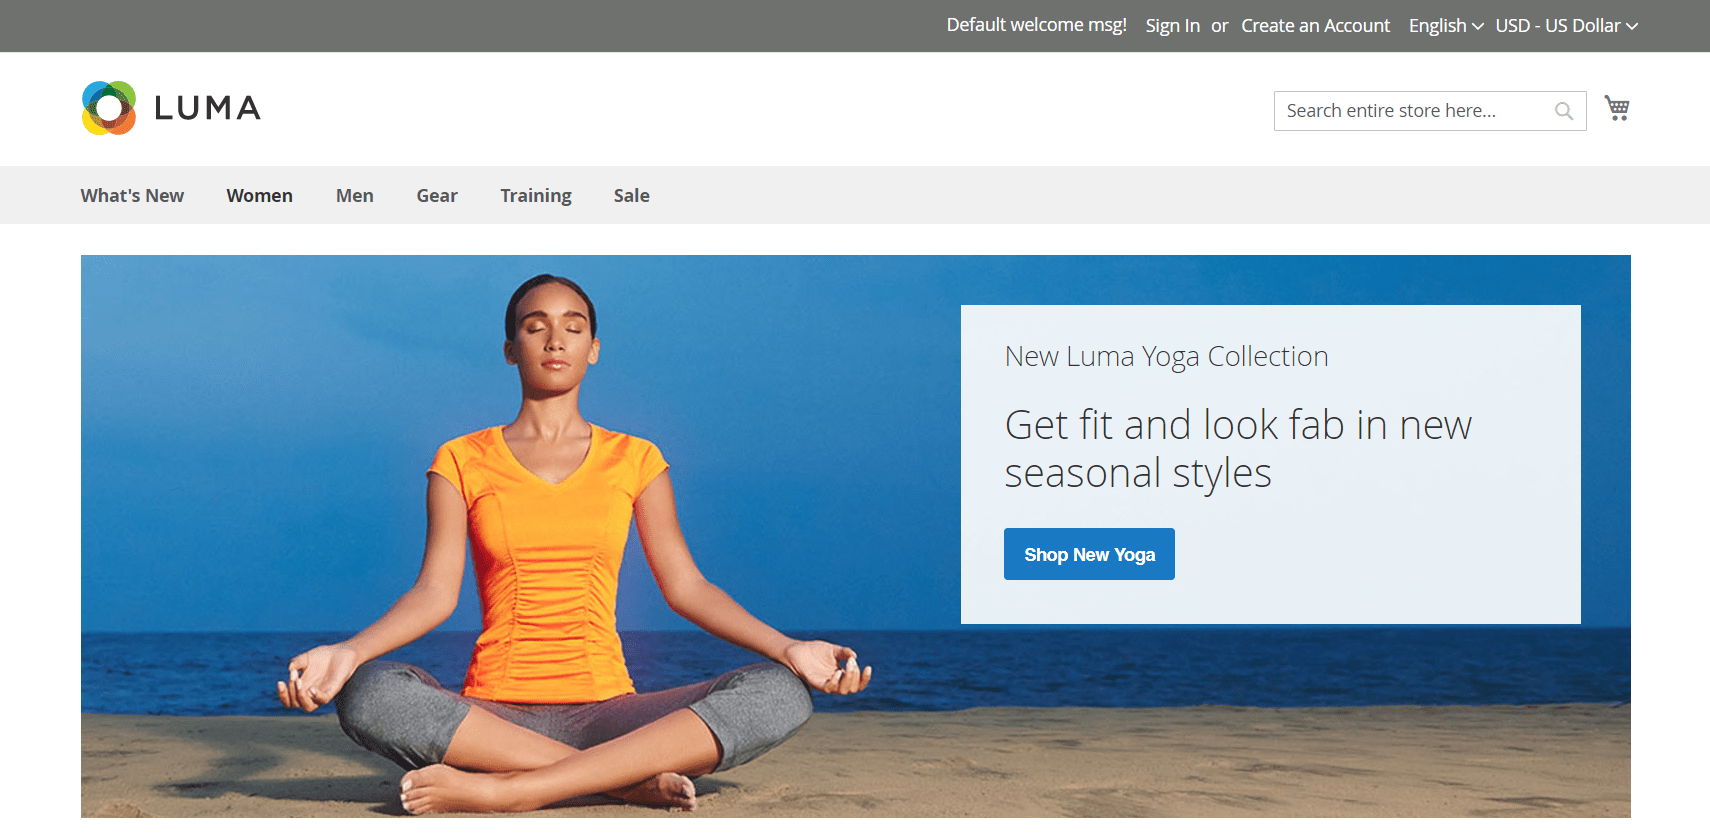 Default welcome msg! Sign In or Create an Account English USD - US Dollar
LUMA
Search entire store here...
What's New Women Men Gear Training Sale
New Luma Yoga Collection
Get fit and look fab in new
seasonal styles
Shop New Yoga